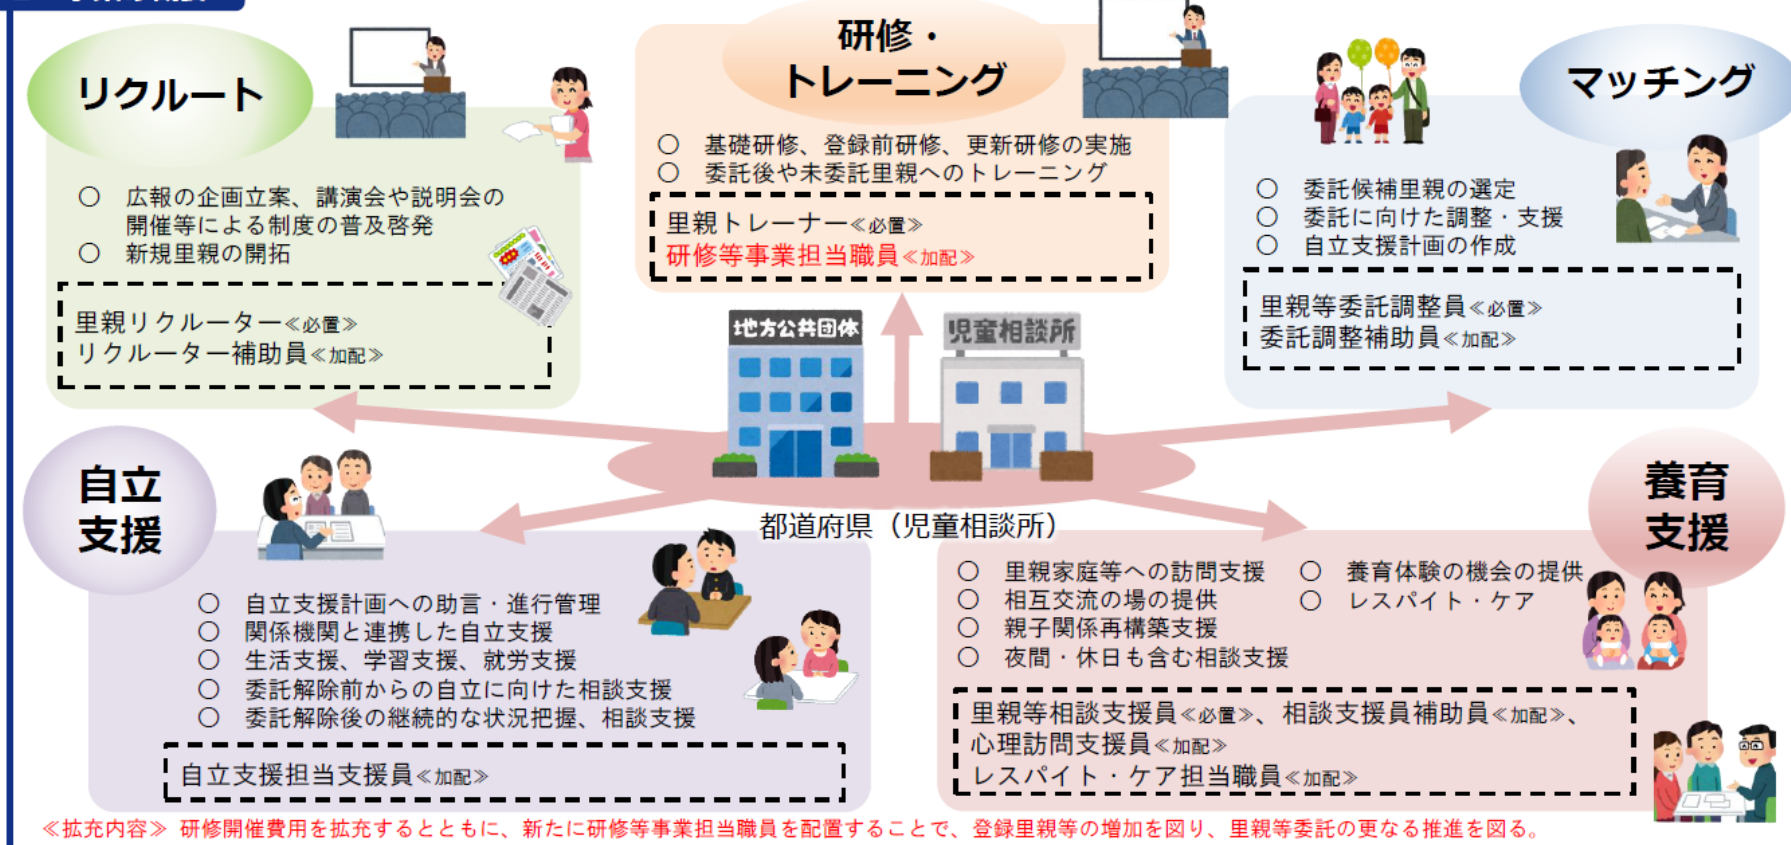 リクルート
○ 広報の企画立案、講演会や説明会の
開催等による制度の普及啓発
○ 新規里親の開拓
里親リクルーター≪必置≫
リクルーター補助員≪加配≫
研修・
トレーニング
○ 基礎研修、登録前研修、更新研修の実施
○ 委託後や未委託里親へのトレーニング
里親トレーナー≪必置≫
研修等事業担当職員≪加配≫
マッチング
○ 委託候補里親の選定
○ 委託に向けた調整・支援
○ 自立支援計画の作成
里親等委託調整員≪必置≫
委託調整補助員≪加配≫
地方公共団体
児童相談所
都道府県（児童相談所）
自立
支援
○ 自立支援計画への助言・進行管理
○ 関係機関と連携した自立支援
○ 生活支援、学習支援、就労支援
○ 委託解除前からの自立に向けた相談支援
○ 委託解除後の継続的な状況把握、相談支援
自立支援担当支援員≪加配≫
養育
支援
○ 里親家庭等への訪問支援 ○ 養育体験の機会の提供
○ 相互交流の場の提供 ○ レスパイト・ケア
○ 親子関係再構築支援
○ 夜間・休日も含む相談支援
里親等相談支援員≪必置≫、相談支援員補助員≪加配≫、
心理訪問支援員≪加配≫
レスパイト・ケア担当職員≪加配≫
≪拡充内容≫ 研修開催費用を拡充するとともに、新たに研修等事業担当職員を配置することで、登録里親等の増加を図り、里親等委託の更なる推進を図る。